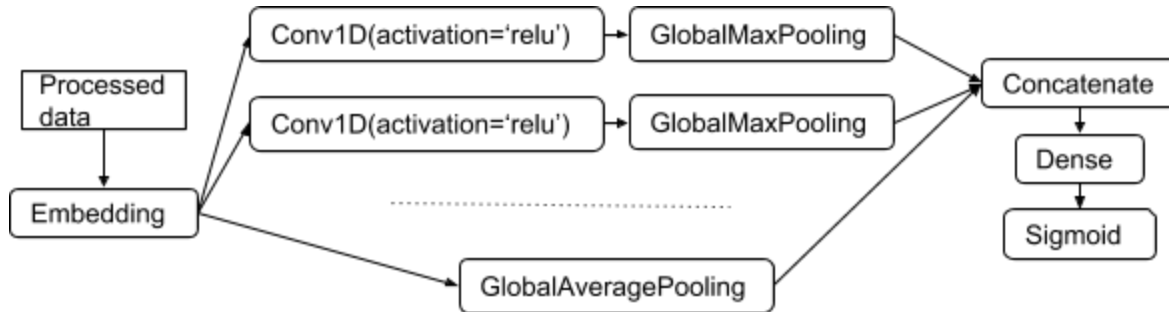 Processed
data
Embedding
Conv1D(activation=‘relu’)
GlobalMaxPooling
Conv1D(activation=‘relu’)
GlobalMaxPooling
GlobalAveragePooling
Concatenate
Dense
Sigmoid